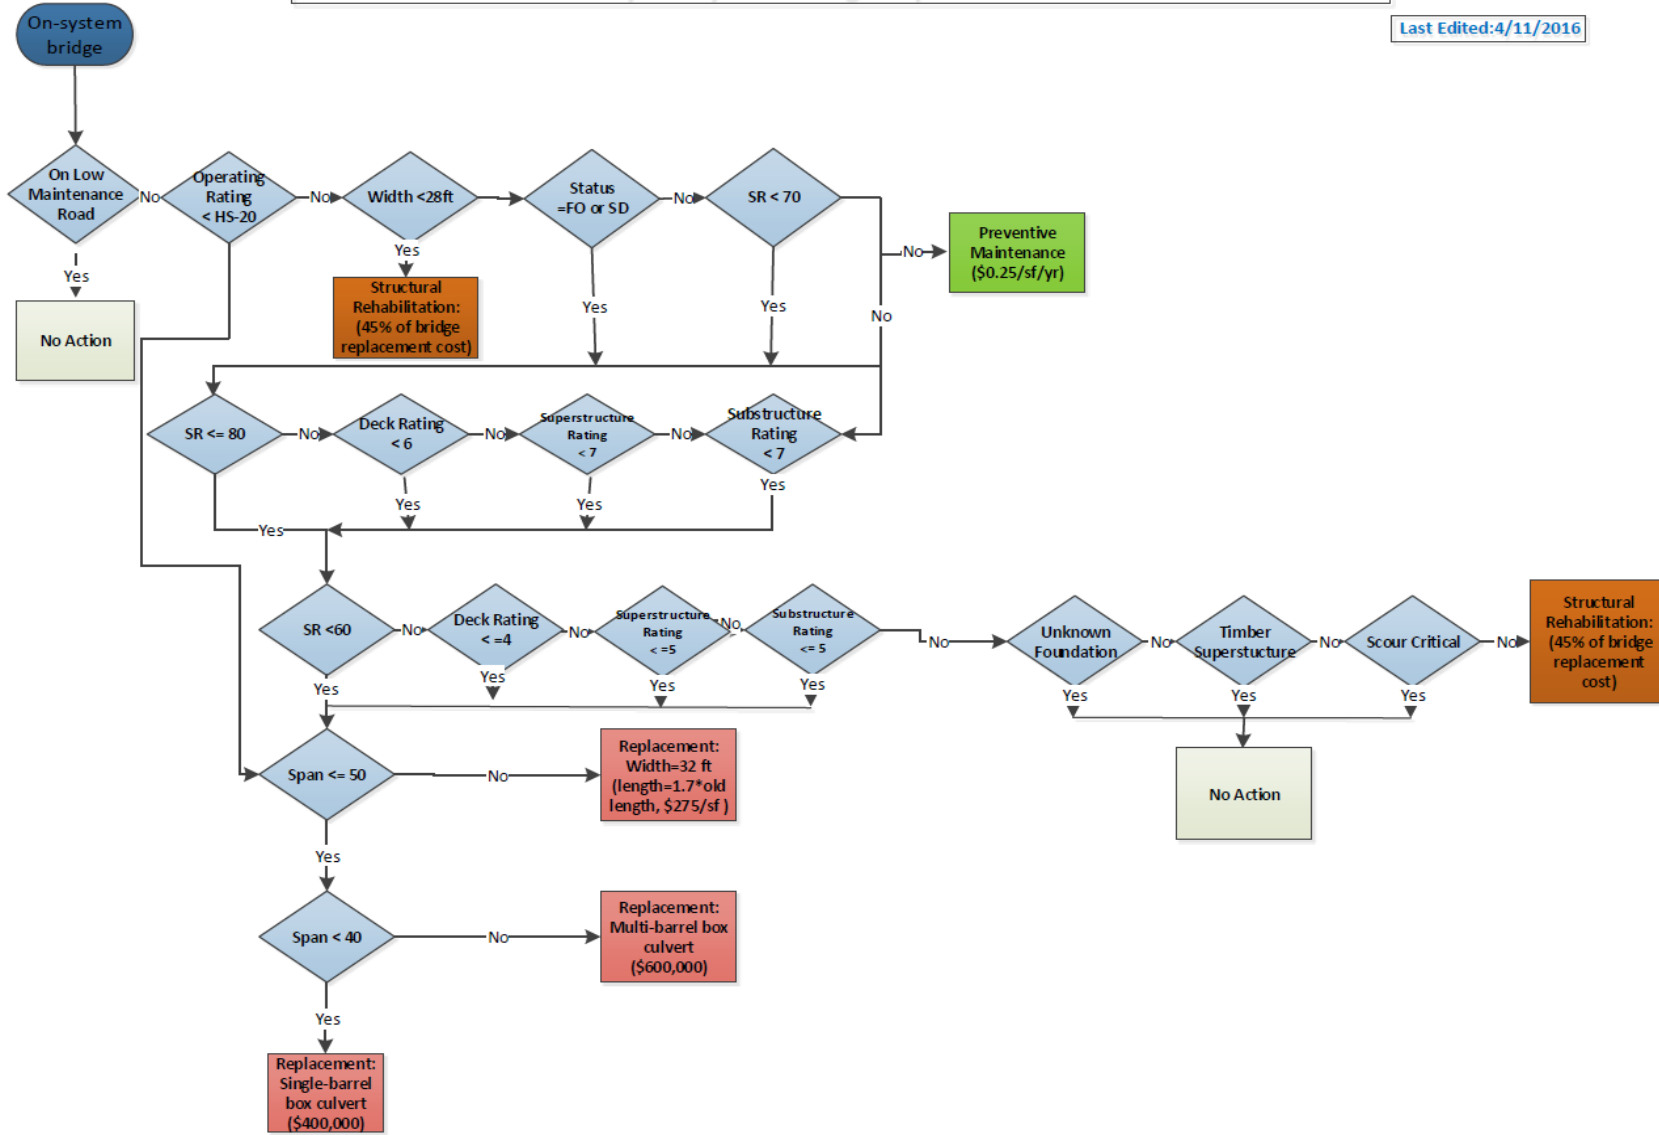 On-system
bridge
Last Edited:4/11/2016
On Low
Maintenance
Road
No
Operating
Rating
< HS-20
No
Width <28ft
Status
=FO or SD
No
SR < 70
Yes
Yes
Yes
Yes
No
No
Preventive
Maintenance
($0.25/sf/yr)
No Action
Structural
Rehabilitation:
(45% of bridge
replacement cost)
SR <= 80
No
Deck Rating
< 6
No
Superstructure
Rating
< 7
No
Substructure
Rating
< 7
Yes
Yes
Yes
Yes
SR <60
No
Deck Rating
< =4
No
Superstructure
Rating
< =5
No
Substructure
Rating
<= 5
No
Unknown
Foundation
No
Timber
Superstucture
No
Scour Critical
No
Structural
Rehabilitation:
(45% of bridge
replacement
cost)
Yes
Yes
Yes
Yes
Yes
Yes
Yes
Span <= 50
No
Replacement:
Width=32 ft
(length=1.7*old
length, $275/sf )
No Action
Yes
Span < 40
No
Replacement:
Multi-barrel box
culvert
($600,000)
Yes
Replacement:
Single-barrel
box culvert
($400,000)